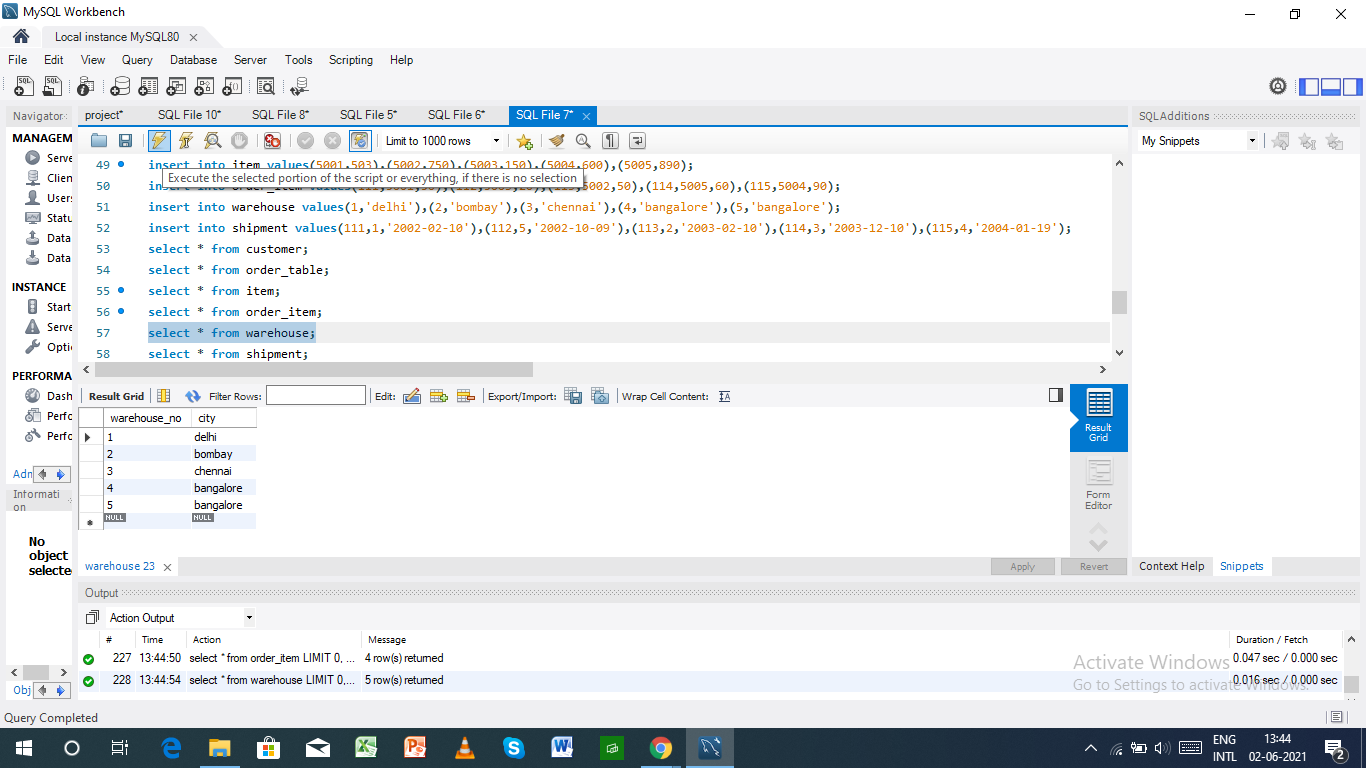 MySQL Workbench
Local instance MySQL80
File Edit View Query Database Server Tools Scripting Help
Navigator
project* SQL File 10* SQL File 8* SQL File 5* SQL File 6* SQL File 7*
SQLAdditions
MANAGEM
Serve
Clien
Users
Statu
Data
Data
INSTANCE
Start
Serve
Optic
PERFORMA
Dash
Perfo
Perfo
Adn
Informati
on
No
object
selecte
Obj
Limit to 1000 rows
My Snippets
49 insert into item values(5001,503),(5002,750),(5003,150),(5004,600),(5005,890);
Execute the selected portion of the script or everything, if there is no selection
50 5002,50),(114,5005,60),(115,5004,90);
51 insert into warehouse values(1,'delhi'),(2,'bombay'),(3,'chennai'),(4,'bangalore'),(5,'bangalore');
52 insert into shipment values(111,1,'2002-02-10'),(112,5,'2002-10-09'),(113,2,'2003-02-10'),(114,3,'2003-12-10'),(115,4,'2004-01-19');
53 select * from customer;
54 select * from order_table;
55 select * from item;
56 select * from order_item;
57 select * from warehouse;
58 select * from shipment;
Result Grid Filter Rows: Edit: Export/Import: Wrap Cell Content:
warehouse_no city
1 delhi
2 bombay
3 chennai
4 bangalore
5 bangalore
NULL NULL
Result
Grid
Form
Editor
warehouse 23
Apply Revert
Context Help Snippets
Output
Action Output
# Time Action Message Duration / Fetch
227 13:44:50 select * from order_item LIMIT 0, ... 4 row(s) returned 0.047 sec / 0.000 sec
228 13:44:54 select * from warehouse LIMIT 0,... 5 row(s) returned 0.016 sec / 0.000 sec
Activate Windows
Go to Settings to activate Windows.
Query Completed
ENG
INTL
13:44
02-06-2021
2